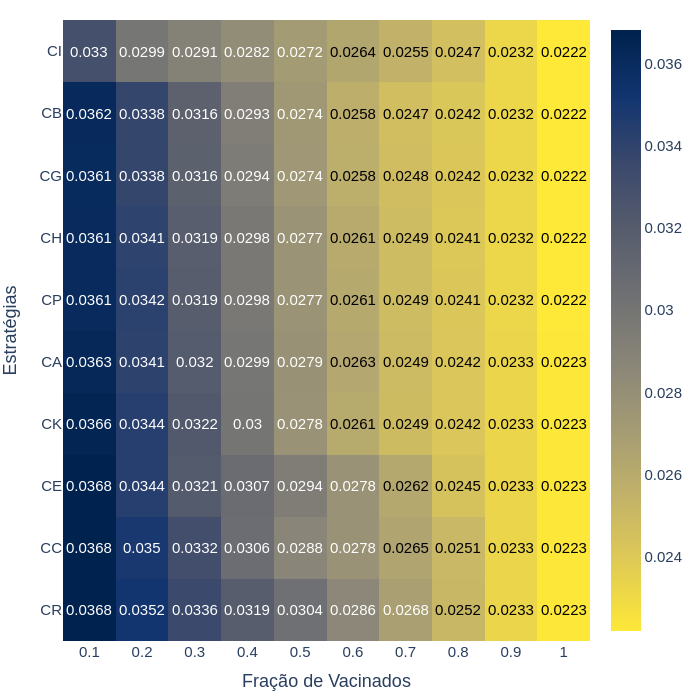 CI 0.033 0.0299 0.0291 0.0282 0.0272 0.0264 0.0255 0.0247 0.0232 0.0222
CB 0.0362 0.0338 0.0316 0.0293 0.0274 0.0258 0.0247 0.0242 0.0232 0.0222
CG 0.0361 0.0338 0.0316 0.0294 0.0274 0.0258 0.0248 0.0242 0.0232 0.0222
CH 0.0361 0.0341 0.0319 0.0298 0.0277 0.0261 0.0249 0.0241 0.0232 0.0222
CP 0.0361 0.0342 0.0319 0.0298 0.0277 0.0261 0.0249 0.0241 0.0232 0.0222
CA 0.0363 0.0341 0.032 0.0299 0.0279 0.0263 0.0249 0.0242 0.0233 0.0223
CK 0.0366 0.0344 0.0322 0.03 0.0278 0.0261 0.0249 0.0242 0.0233 0.0223
CE 0.0368 0.0344 0.0321 0.0307 0.0294 0.0278 0.0262 0.0245 0.0233 0.0223
CC 0.0368 0.035 0.0332 0.0306 0.0288 0.0278 0.0265 0.0251 0.0233 0.0223
CR 0.0368 0.0352 0.0336 0.0319 0.0304 0.0286 0.0268 0.0252 0.0233 0.0223
0.1 0.2 0.3 0.4 0.5 0.6 0.7 0.8 0.9 1
Fração de Vacinados
Estratégias
0.036
0.034
0.032
0.03
0.028
0.026
0.024